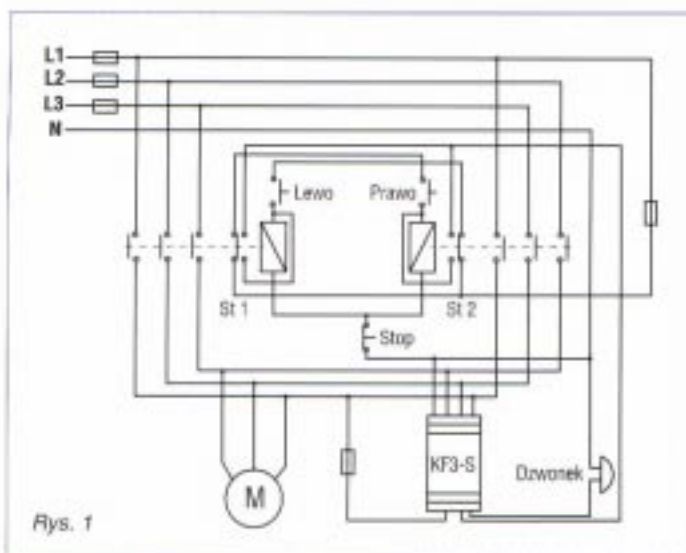 L1
L2
L3
N
Lewo
Prawo
St 1
St 2
Stop
KF3-S
Dzwonek
M
Rys. 1